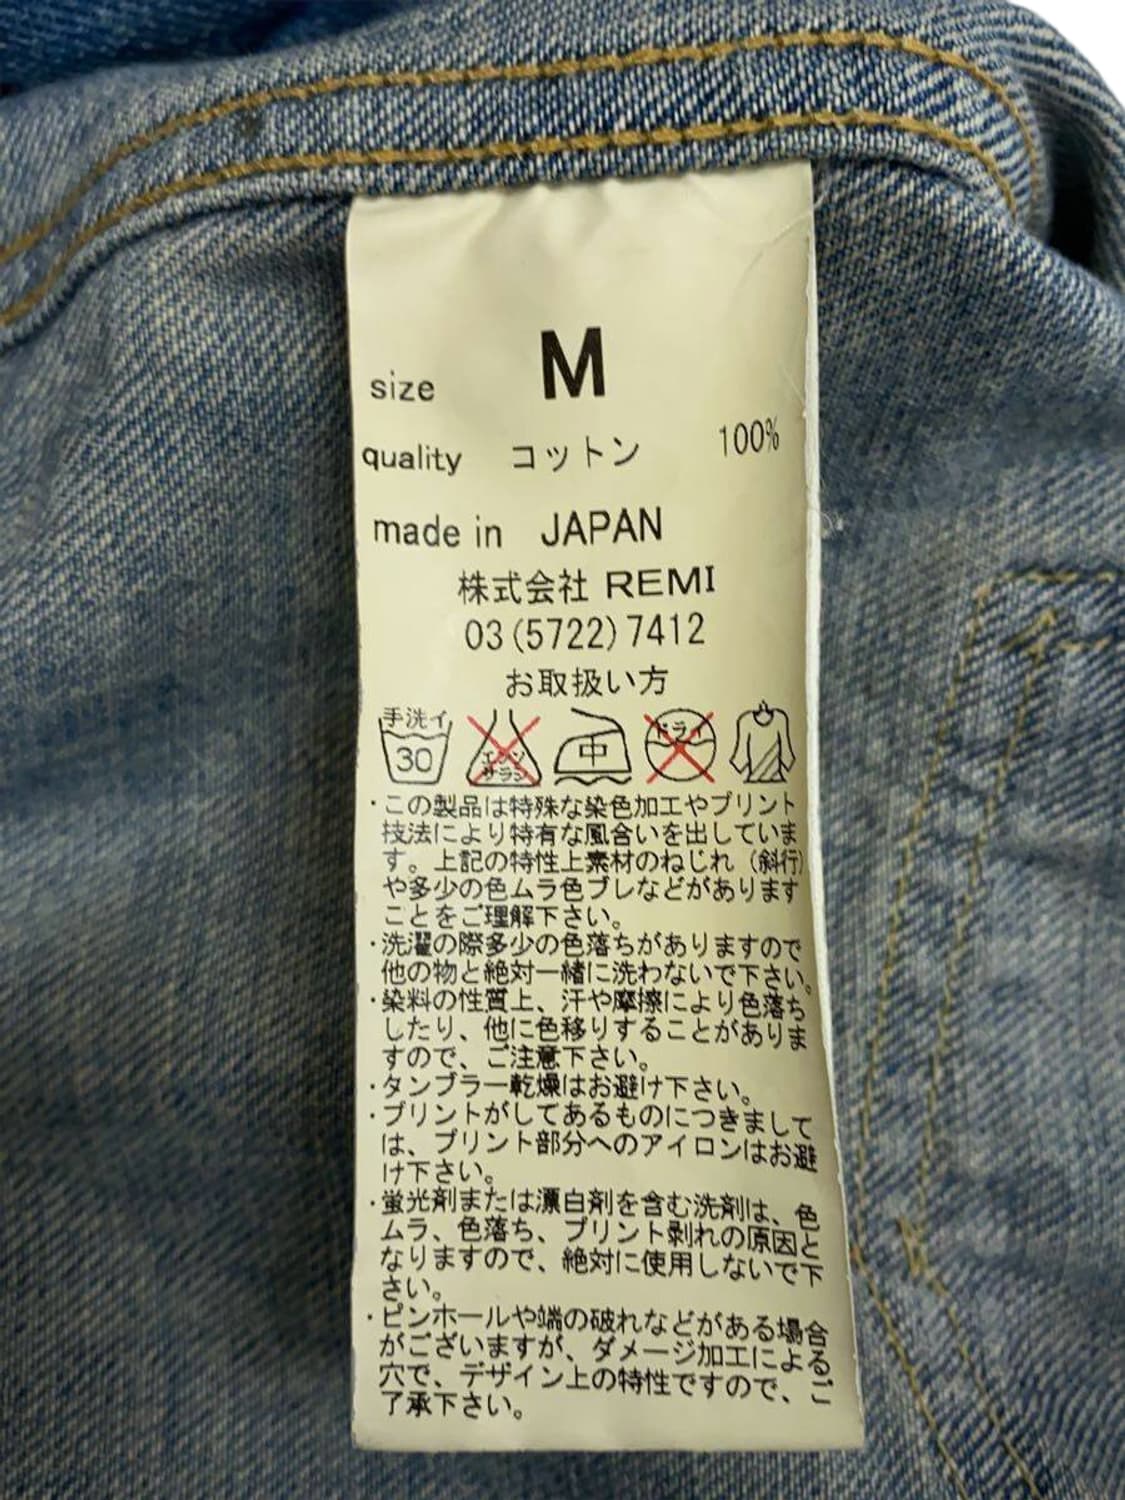 size M
quality コットン 100%
made in JAPAN
株式会社 REMI
03(5722)7412
お取扱い方
手洗イ 30 エンソ サラシ 中 ドライ
・この製品は特殊な染色加工やプリント
技法により特有な風合いを出していま
す。上記の特性上素材のねじれ（斜行）
や多少の色ムラ色ブレなどがあります
ことをご理解下さい。
・洗濯の際多少の色落ちがありますので
他の物と絶対一緒に洗わないで下さい。
・染料の性質上、汗や摩擦により色落ち
したり、他に色移りすることがありま
すので、ご注意下さい。
・タンブラー乾燥はお避け下さい。
・プリントがしてあるものにつきまして
は、プリント部分へのアイロンはお避
け下さい。
・蛍光剤または漂白剤を含む洗剤は、色
ムラ、色落ち、プリント剥れの原因と
なりますので、絶対に使用しないで下
さい。
・ピンホールや端の破れなどがある場合
がございますが、ダメージ加工による
穴で、デザイン上の特性ですので、ご
了承下さい。